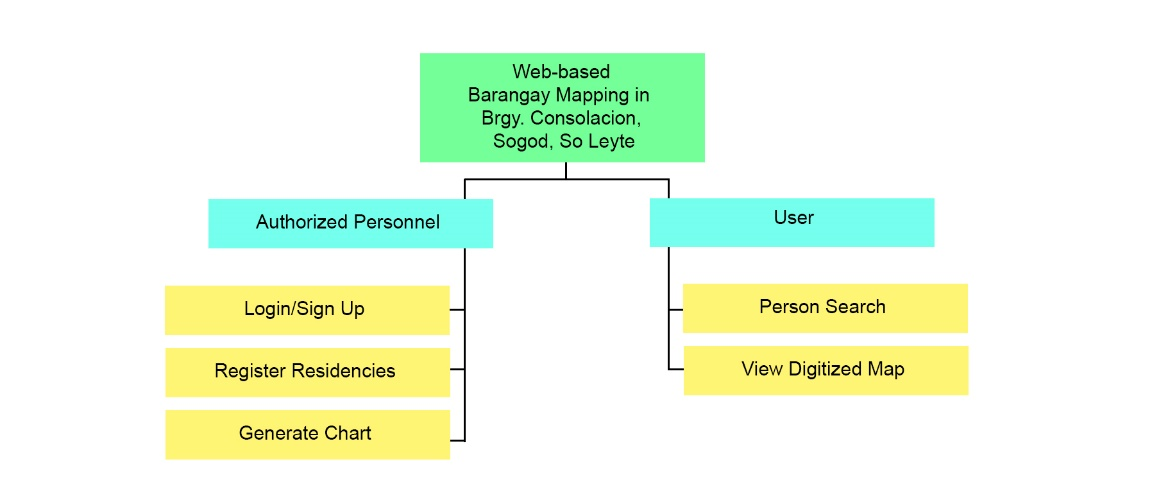 Web-based
Barangay Mapping in
Brgy. Consolacion,
Sogod, So Leyte
Authorized Personnel
User
Login/Sign Up
Person Search
Register Residencies
View Digitized Map
Generate Chart